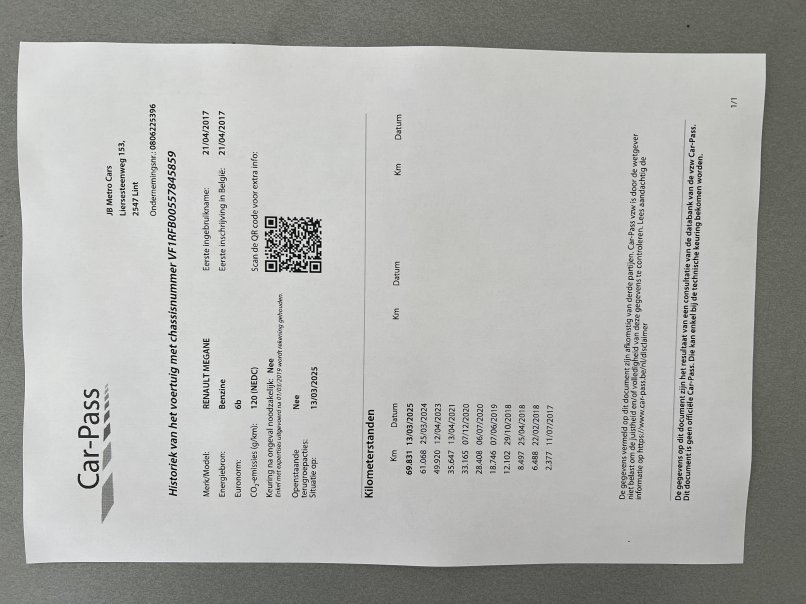 Car-Pass
JB Metro Cars
Liersesteenweg 153,
2547 Lint
Ondernemingsnr.: 0806225396
Historiek van het voertuig met chassisnummer VF1RFB00557845859
Merk/Model: RENAULT MEGANE Eerste ingebruikname: 21/04/2017
Energiebron: Benzine Eerste inschrijving in België: 21/04/2017
Euronorm: 6b
CO₂-emissies (g/km): 120 (NEDC) Scan de QR code voor extra info:
Keuring na ongeval noodzakelijk: Nee
Enkel met expertises uitgevoerd na 01/03/2019 wordt rekening gehouden.
Openstaande Nee
terugroepacties:
Situatie op: 13/03/2025
Kilometerstanden
Km Datum Km Datum Km Datum
69.831 13/03/2025
61.068 25/03/2024
49.920 12/04/2023
35.647 13/04/2021
33.165 07/12/2020
28.408 06/07/2020
18.746 07/06/2019
12.102 29/10/2018
8.497 25/04/2018
6.488 22/02/2018
2.377 11/07/2017
De gegevens vermeld op dit document zijn afkomstig van derde partijen. Car-Pass vzw is door de wetgever
niet belast om de juistheid en/of volledigheid van deze gegevens te controleren. Lees aandachtig de
informatie op https://www.car-pass.be/nl/disclaimer
De gegevens op dit document zijn het resultaat van een consultatie van de databank van de vzw Car-Pass.
Dit document is geen officiële Car-Pass. Die kan enkel bij de technische keuring bekomen worden.
1/1